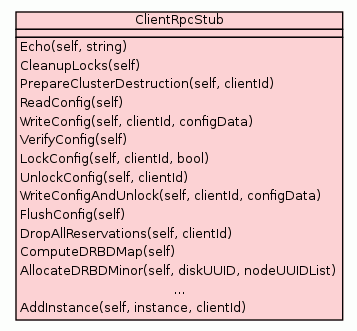 ClientRpcStub
Echo(self, string)
CleanupLocks(self)
PrepareClusterDestruction(self, clientId)
ReadConfig(self)
WriteConfig(self, clientId, configData)
VerifyConfig(self)
LockConfig(self, clientId, bool)
UnlockConfig(self, clientId)
WriteConfigAndUnlock(self, clientId, configData)
FlushConfig(self)
DropAllReservations(self, clientId)
ComputeDRBDMap(self)
AllocateDRBDMinor(self, diskUUID, nodeUUIDList)
...
AddInstance(self, instance, clientId)